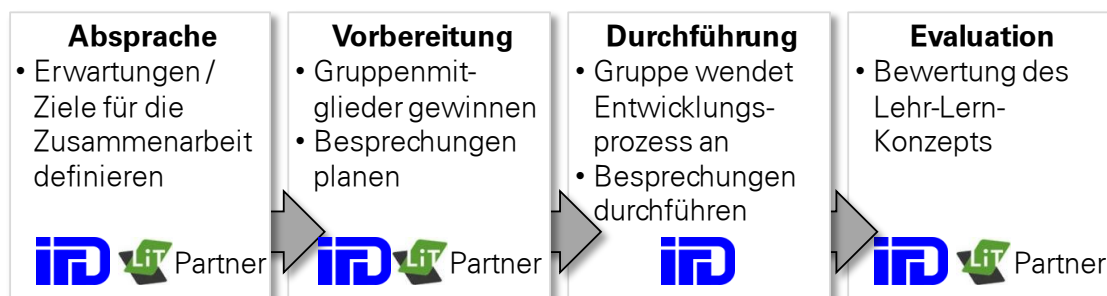 Absprache
• Erwartungen /
Ziele für die
Zusammenarbeit
definieren
IFD LiT Partner
Vorbereitung
• Gruppenmit-
glieder gewinnen
• Besprechungen
planen
IFD LiT Partner
Durchführung
• Gruppe wendet
Entwicklungs-
prozess an
• Besprechungen
durchführen
IFD
Evaluation
• Bewertung des
Lehr-Lern-
Konzepts
IFD LiT Partner